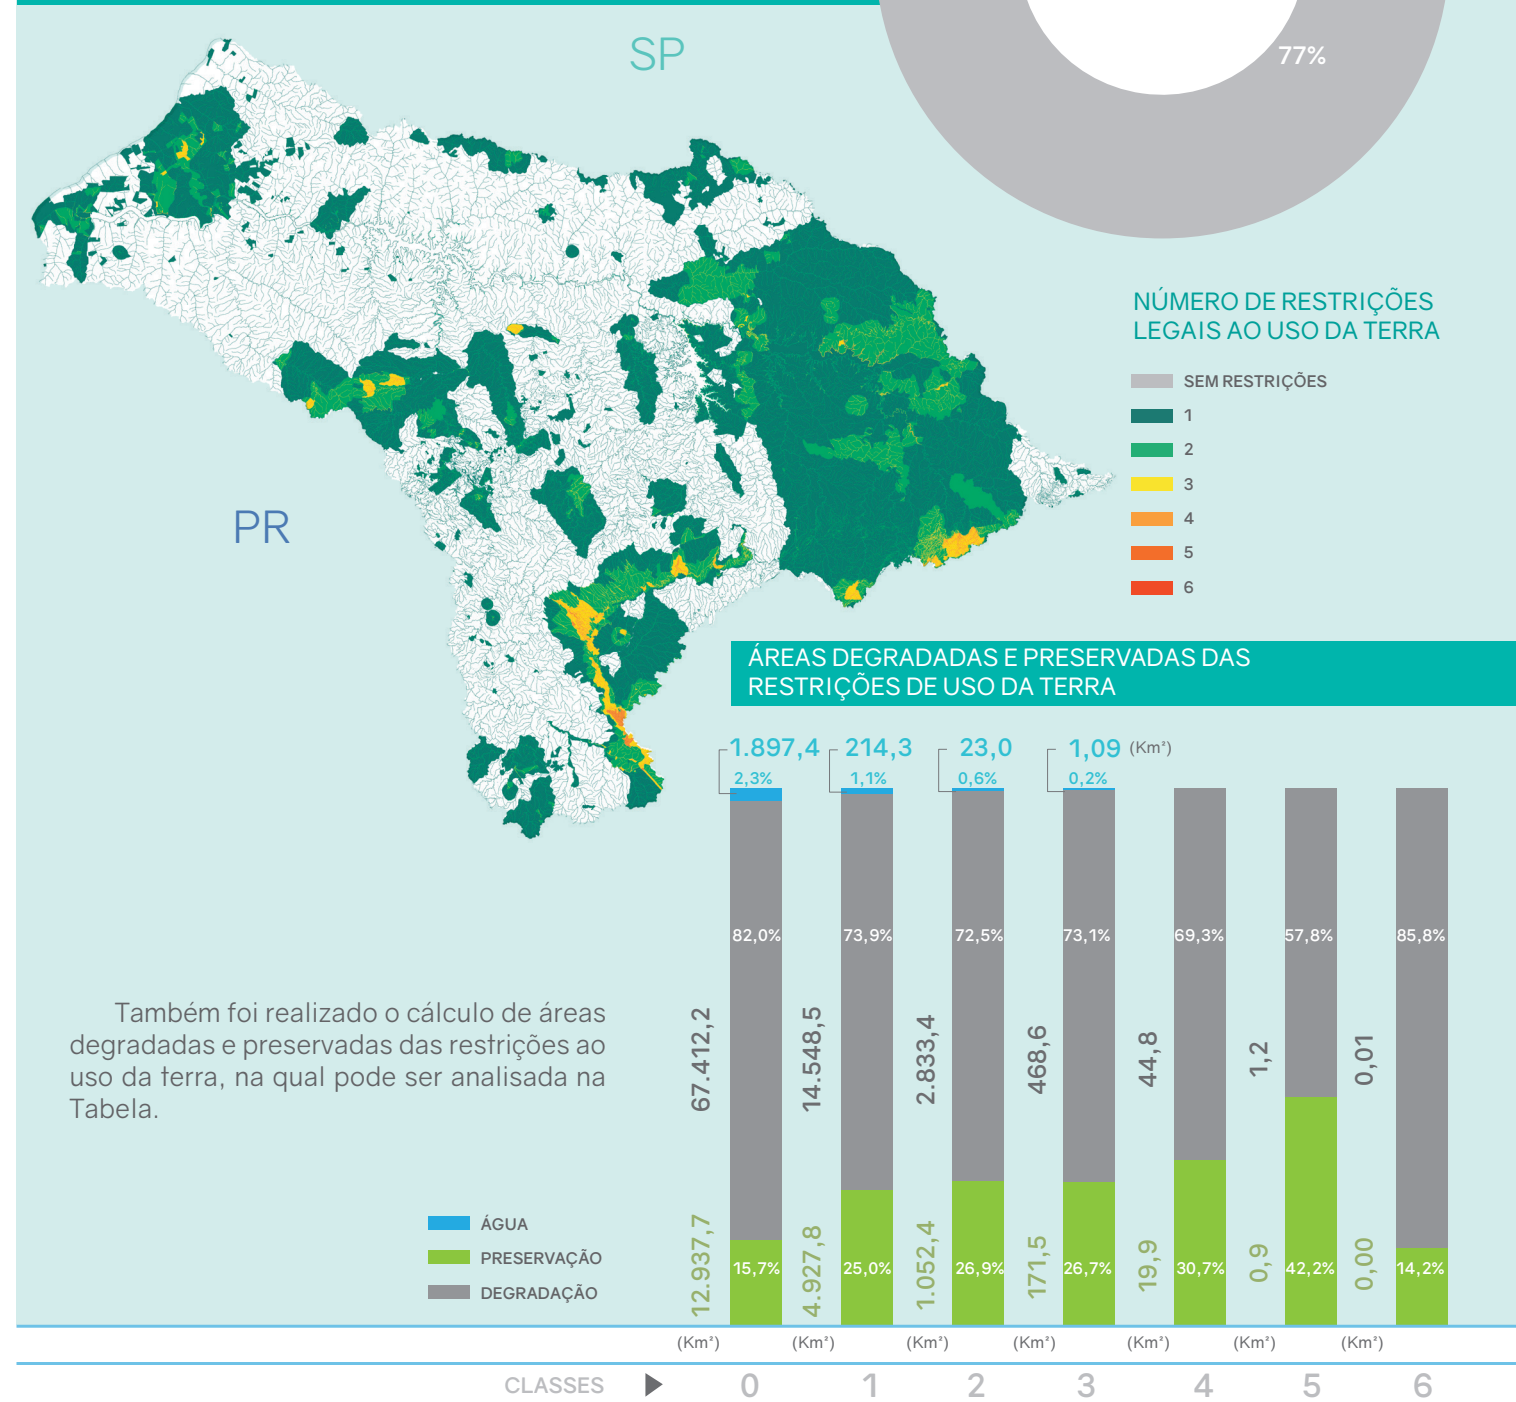 77%
SP
PR
NÚMERO DE RESTRIÇÕES
LEGAIS AO USO DA TERRA
SEM RESTRIÇÕES
1
2
3
4
5
6
ÁREAS DEGRADADAS E PRESERVADAS DAS
RESTRIÇÕES DE USO DA TERRA
1.897,4 214,3 23,0 1,09 (Km²)
2,3% 1,1% 0,6% 0,2%
82,0% 73,9% 72,5% 73,1% 69,3% 57,8% 85,8%
67.412,2 14.548,5 2.833,4 468,6 44,8 1,2 0,01
Também foi realizado o cálculo de áreas
degradadas e preservadas das restrições ao
uso da terra, na qual pode ser analisada na
Tabela.
ÁGUA
PRESERVAÇÃO
DEGRADAÇÃO
12.937,7 4.927,8 1.052,4 171,5 19,9 0,9 0,00
15,7% 25,0% 26,9% 26,7% 30,7% 42,2% 14,2%
(Km²) (Km²) (Km²) (Km²) (Km²) (Km²) (Km²)
CLASSES 0 1 2 3 4 5 6